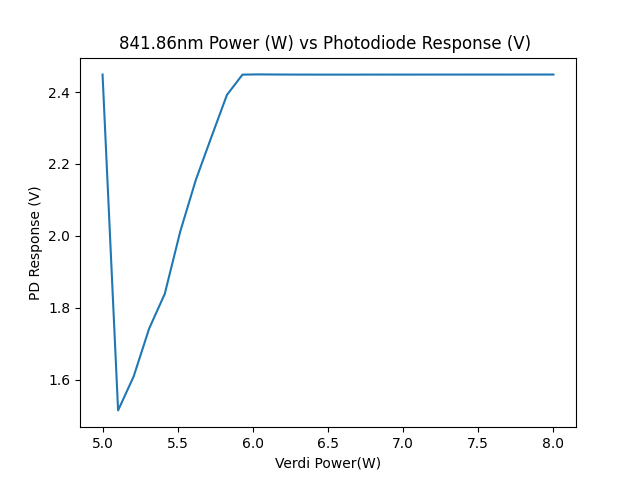 841.86nm Power (W) vs Photodiode Response (V)
2.4
2.2
2.0
1.8
1.6
PD Response (V)
5.0 5.5 6.0 6.5 7.0 7.5 8.0
Verdi Power(W)